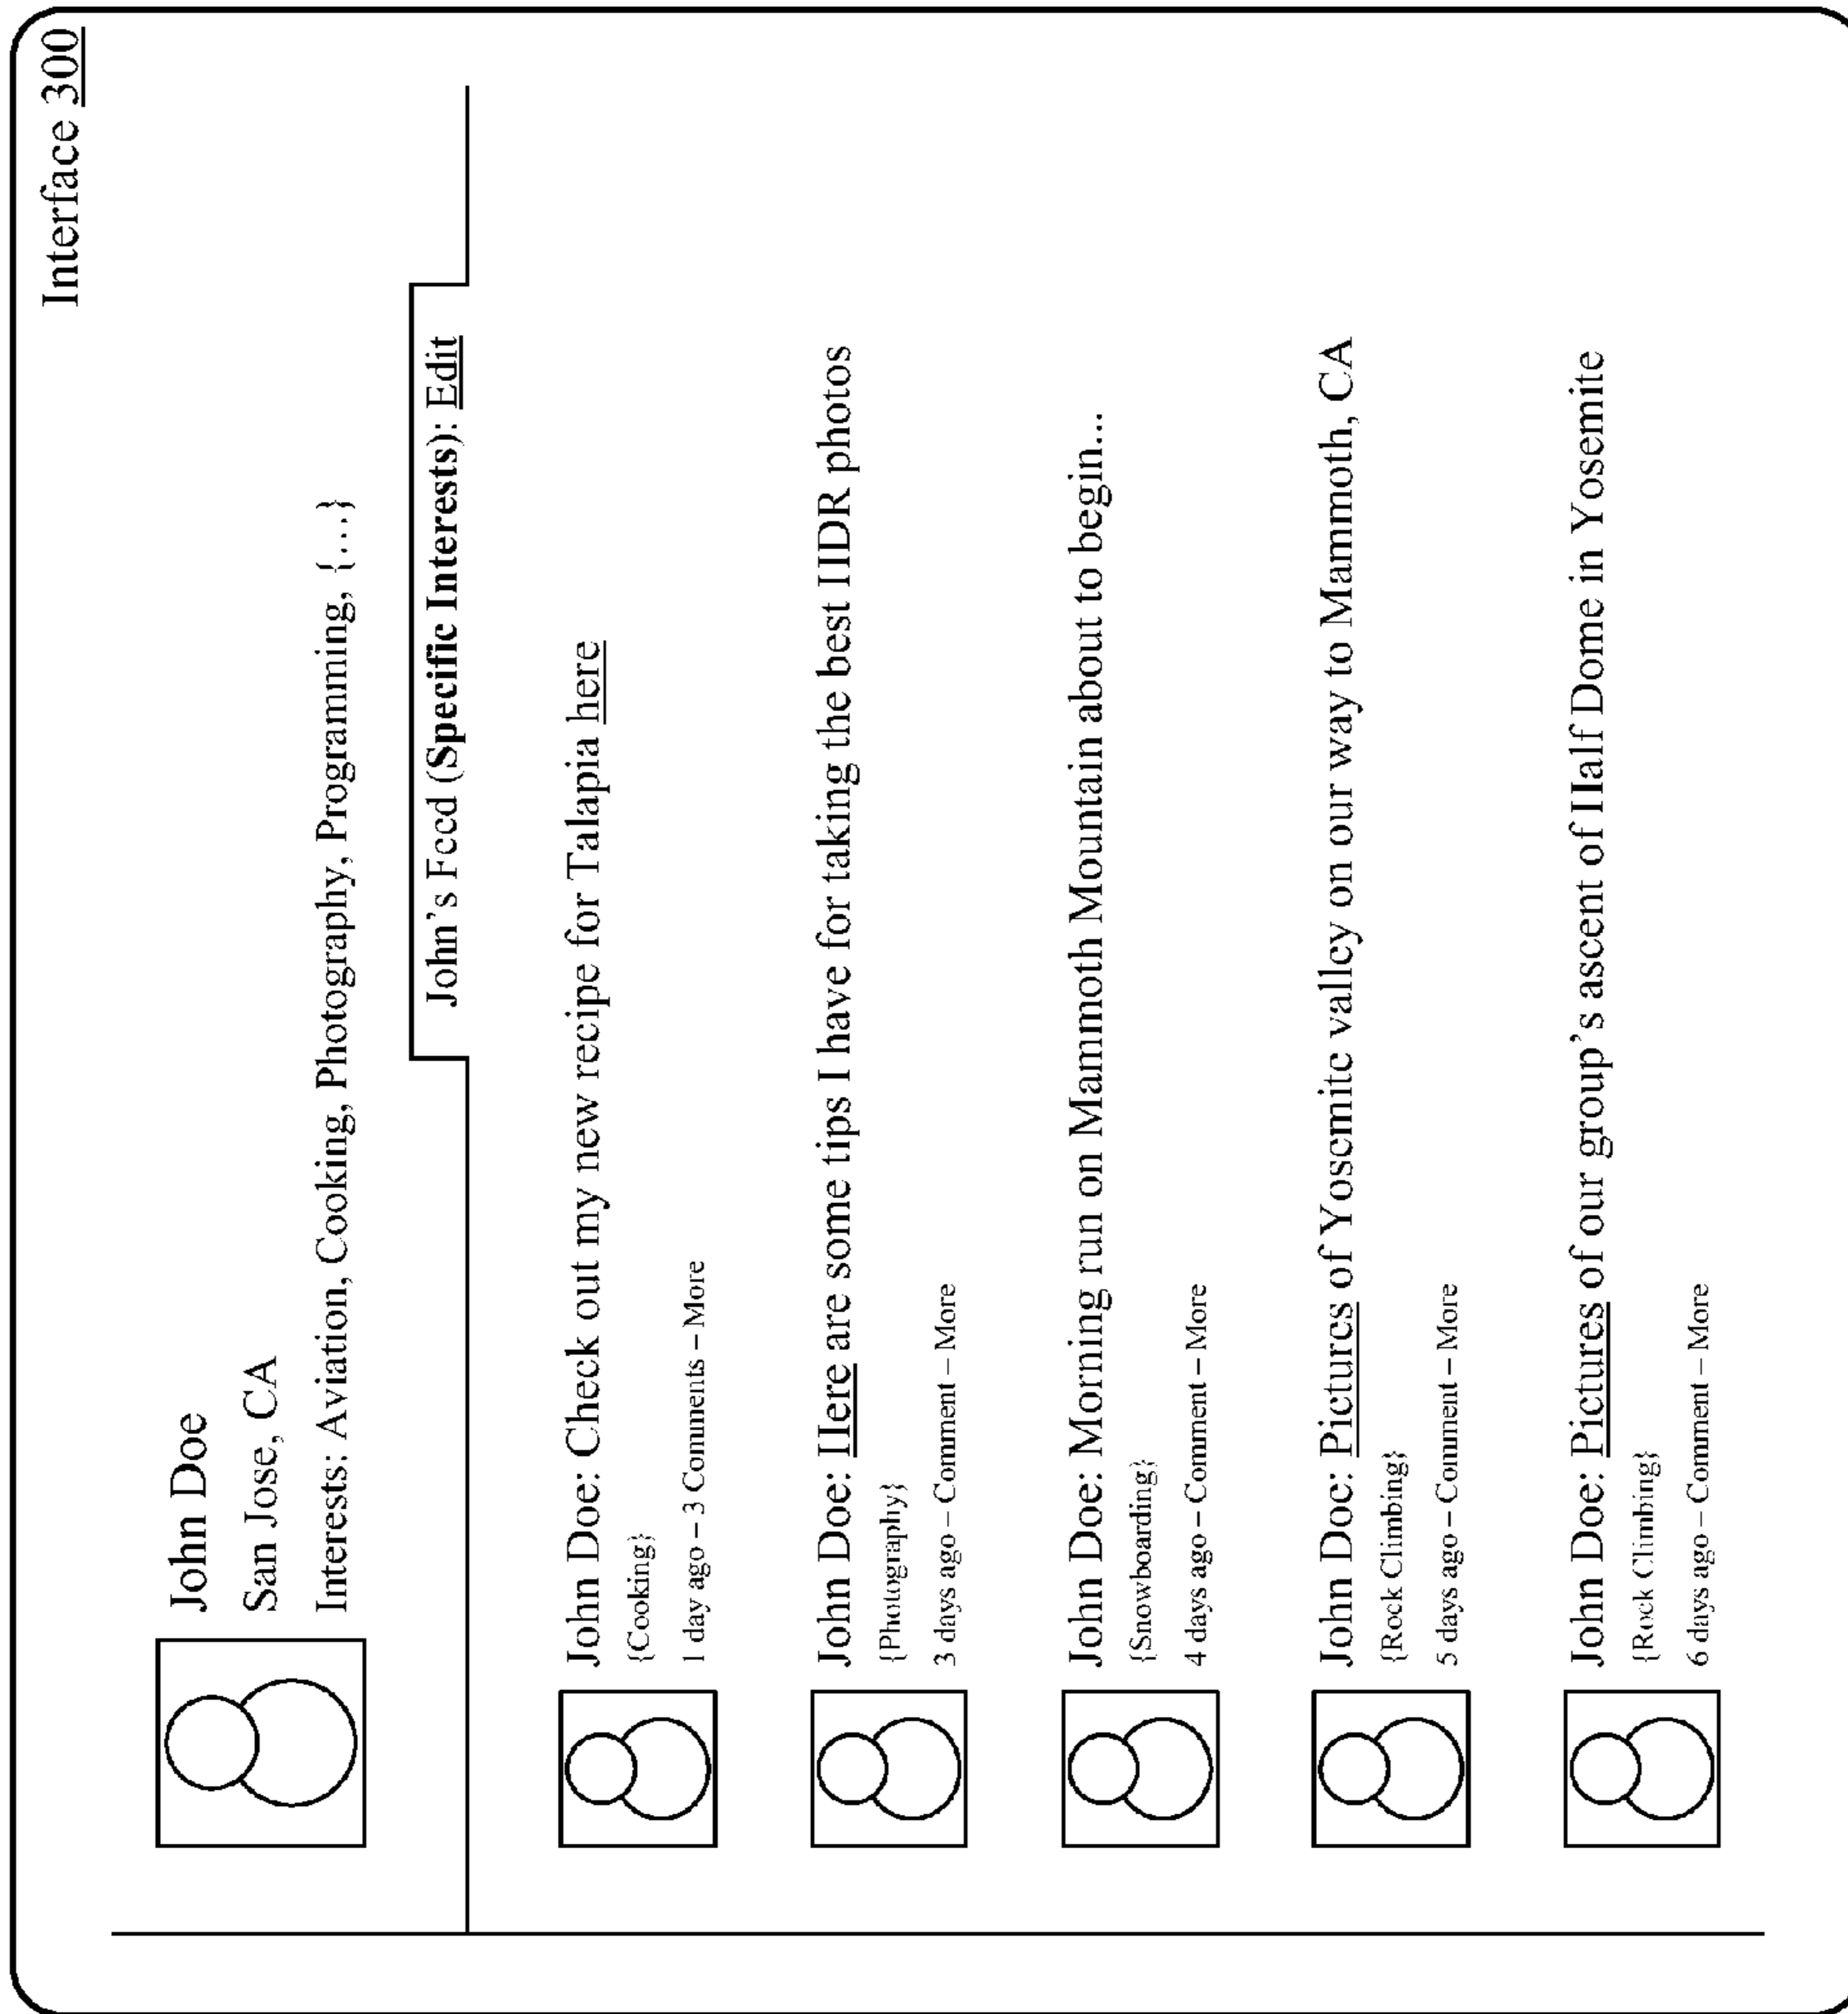 Interface 300
John Doe
San Jose, CA
Interests: Aviation, Cooking, Photography, Programming, {…}
John's Feed (Specific Interests): Edit
John Doe: Check out my new recipe for Talapia here
{Cooking}
1 day ago – 3 Comments – More
John Doe: Here are some tips I have for taking the best HDR photos
{Photography}
3 days ago – Comment – More
John Doe: Morning run on Mammoth Mountain about to begin...
{Snowboarding}
4 days ago – Comment – More
John Doe: Pictures of Yosemite valley on our way to Mammoth, CA
{Rock Climbing}
5 days ago – Comment – More
John Doe: Pictures of our group's ascent of Half Dome in Yosemite
{Rock Climbing}
6 days ago – Comment – More